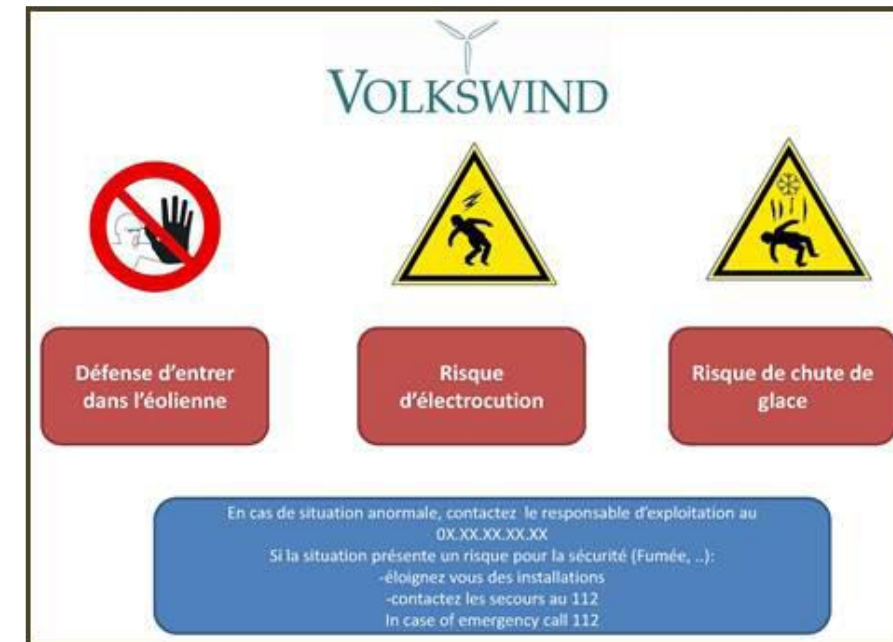 VOLKSWIND
Défense d'entrer
dans l'éolienne
Risque
d'électrocution
Risque de chute de
glace
En cas de situation anormale, contactez le responsable d'exploitation au
0X.XX.XX.XX.XX
Si la situation présente un risque pour la sécurité (Fumée, ..):
-éloignez vous des installations
-contactez les secours au 112
In case of emergency call 112